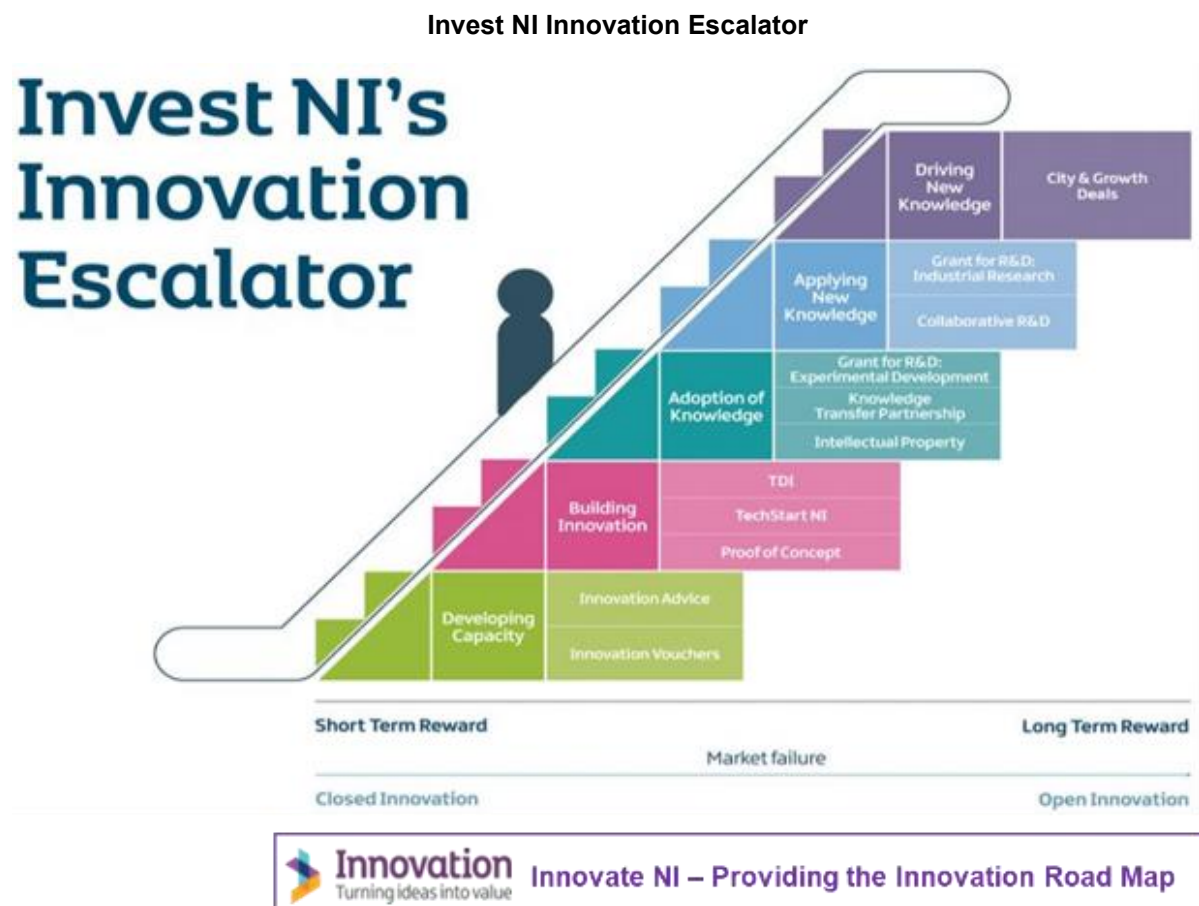 Invest NI Innovation Escalator
Invest NI's
Innovation
Escalator
Driving
New
Knowledge
City & Growth
Deals
Applying
New
Knowledge
Grant for R&D:
Industrial Research
Collaborative R&D
Adoption of
Knowledge
Grant for R&D:
Experimental Development
Knowledge
Transfer Partnership
Intellectual Property
Building
Innovation
TDI
TechStart NI
Proof of Concept
Developing
Capacity
Innovation Advice
Innovation Vouchers
Short Term Reward
Long Term Reward
Market failure
Closed Innovation
Open Innovation
Innovation
Turning ideas into value
Innovate NI – Providing the Innovation Road Map